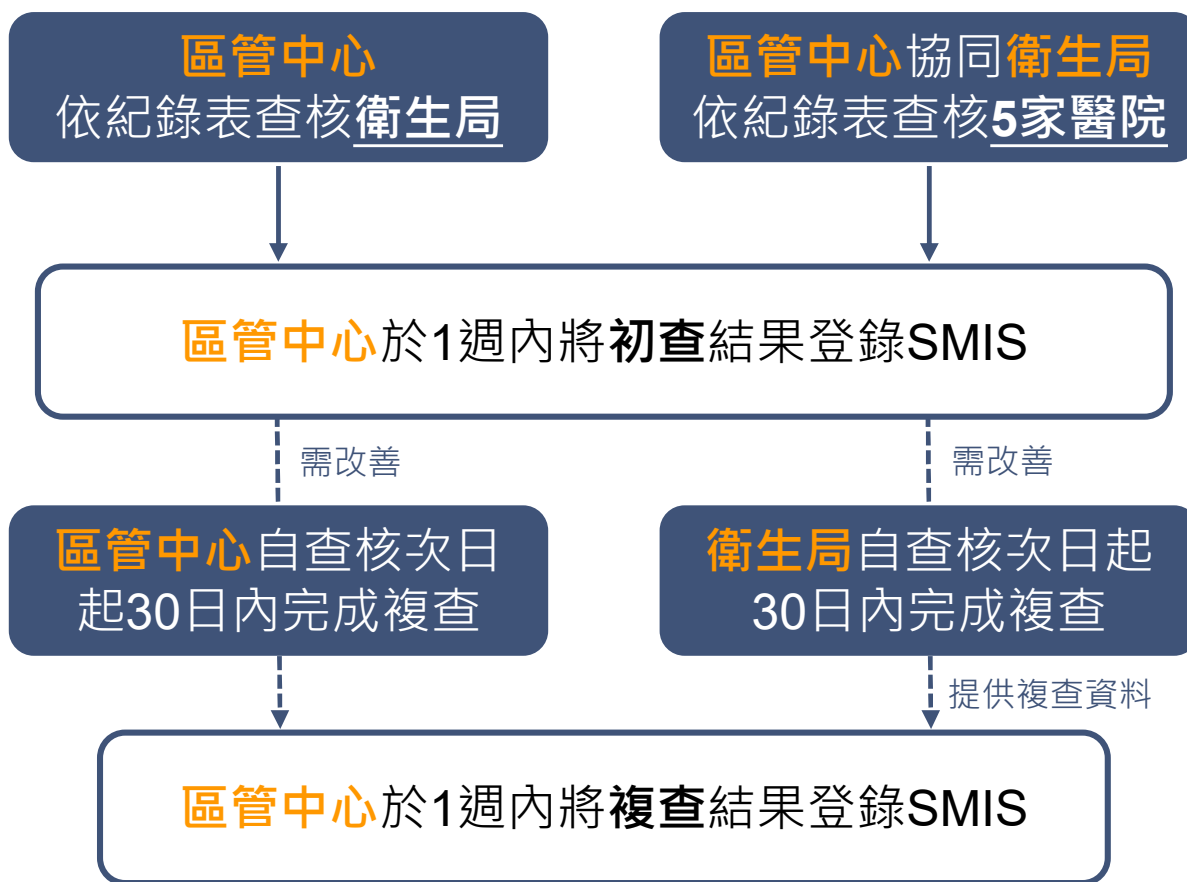 區管中心
依紀錄表查核衛生局
區管中心協同衛生局
依紀錄表查核5家醫院
區管中心於1週內將初查結果登錄SMIS
需改善
需改善
區管中心自查核次日
起30日內完成複查
衛生局自查核次日起
30日內完成複查
提供複查資料
區管中心於1週內將複查結果登錄SMIS